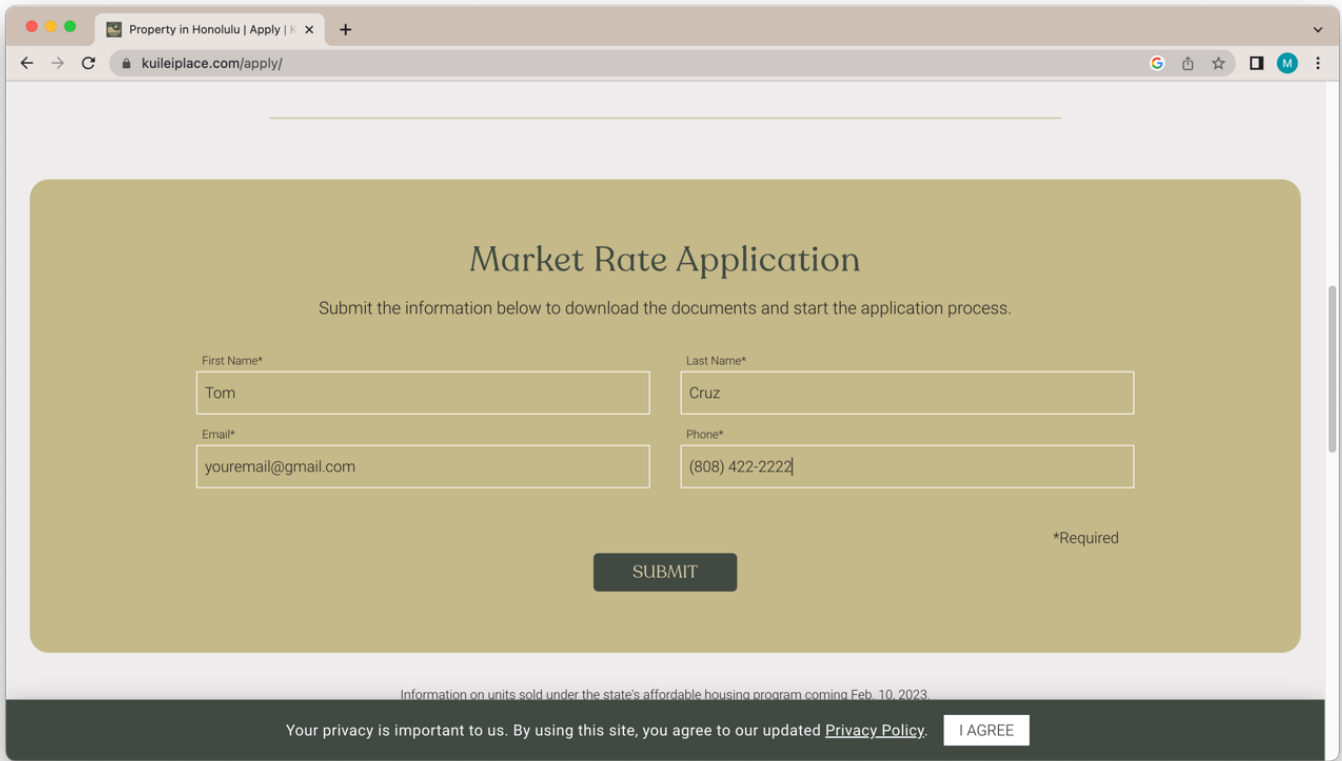 Property in Honolulu | Apply | K
kuileiplace.com/apply/
M
Market Rate Application
Submit the information below to download the documents and start the application process.
First Name*
Last Name*
Tom
Cruz
Email*
Phone*
youremail@gmail.com
(808) 422-2222
*Required
SUBMIT
Information on units sold under the state's affordable housing program coming Feb. 10, 2023.
Your privacy is important to us. By using this site, you agree to our updated Privacy Policy.
I AGREE